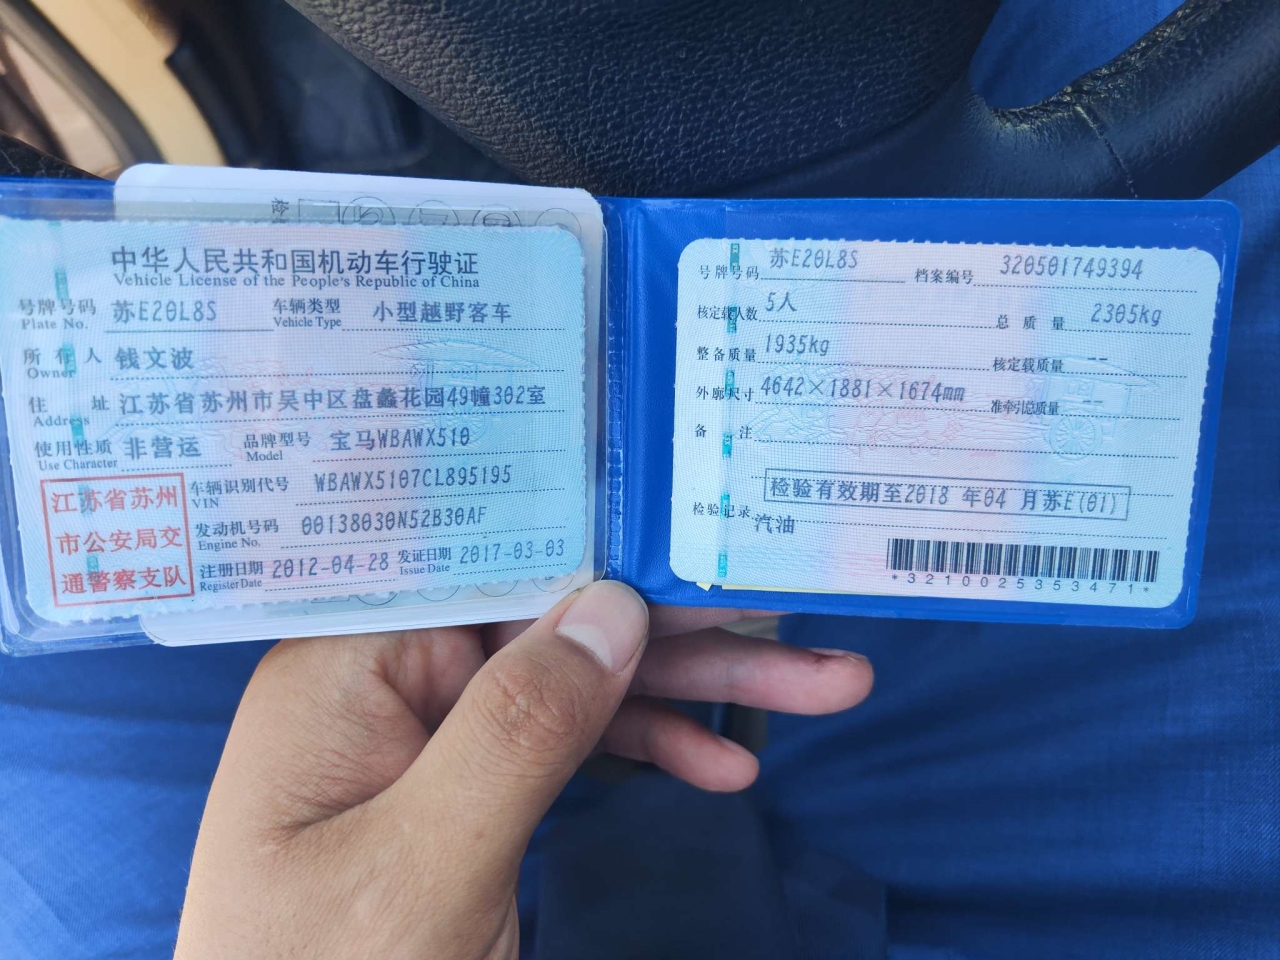 中华人民共和国机动车行驶证
Vehicle License of the People's Republic of China
号牌号码 苏E20L8S 车辆类型 小型越野客车
Plate No. Vehicle Type
所有人 钱文波
Owner
住址 江苏省苏州市吴中区盘蠡花园49幢302室
Address
使用性质 非营运 品牌型号 宝马WBAWX510
Use Character Model
江苏省苏州
市公安局交
通警察支队
车辆识别代号 WBAWX5107CL895195
VIN
发动机号码 00138030N52B30AF
Engine No.
注册日期 2012-04-28 发证日期 2017-03-03
Register Date Issue Date
号牌号码 苏E20L8S 档案编号 320501749394
核定载人数 5人 总质量 2305kg
整备质量 1935kg 核定载质量 --
外廓尺寸 4642×1881×1674mm 准牵引总质量 --
备注
检验有效期至2018 年04 月苏E(01)
检验记录
汽油
*3210025353471*